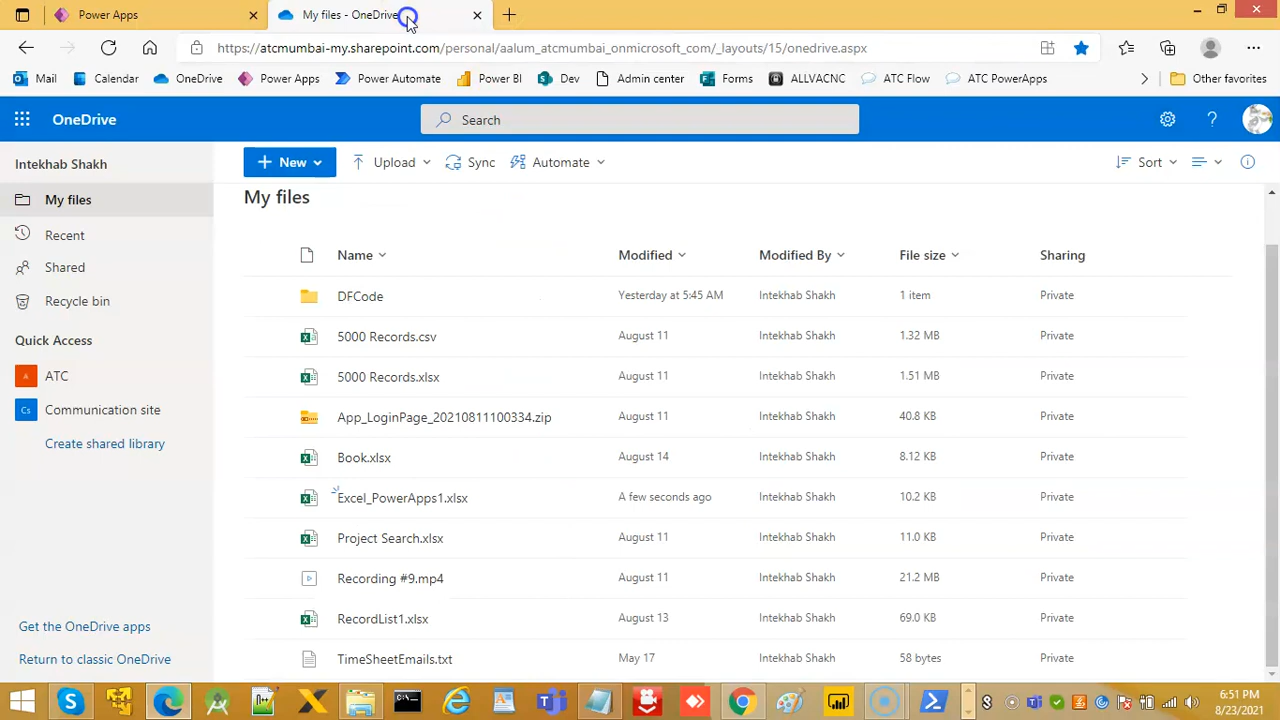 Power Apps
My files - OneDrive
https://atcmumbai-my.sharepoint.com/personal/aalum_atcmumbai_onmicrosoft_com/_layouts/15/onedrive.aspx
Mail Calendar OneDrive Power Apps Power Automate Power BI Dev Admin center Forms ALLVACNC ATC Flow ATC PowerApps Other favorites
OneDrive
Search
Intekhab Shakh
New Upload Sync Automate Sort
My files
Recent
Shared
Recycle bin
Quick Access
A ATC
Cs Communication site
Create shared library
Get the OneDrive apps
Return to classic OneDrive
My files
Name Modified Modified By File size Sharing
DFCode Yesterday at 5:45 AM Intekhab Shakh 1 item Private
5000 Records.csv August 11 Intekhab Shakh 1.32 MB Private
5000 Records.xlsx August 11 Intekhab Shakh 1.51 MB Private
App_LoginPage_20210811100334.zip August 11 Intekhab Shakh 40.8 KB Private
Book.xlsx August 14 Intekhab Shakh 8.12 KB Private
Excel_PowerApps1.xlsx A few seconds ago Intekhab Shakh 10.2 KB Private
Project Search.xlsx August 11 Intekhab Shakh 11.0 KB Private
Recording #9.mp4 August 11 Intekhab Shakh 21.2 MB Private
RecordList1.xlsx August 13 Intekhab Shakh 69.0 KB Private
TimeSheetEmails.txt May 17 Intekhab Shakh 58 bytes Private
6:51 PM
8/23/2021